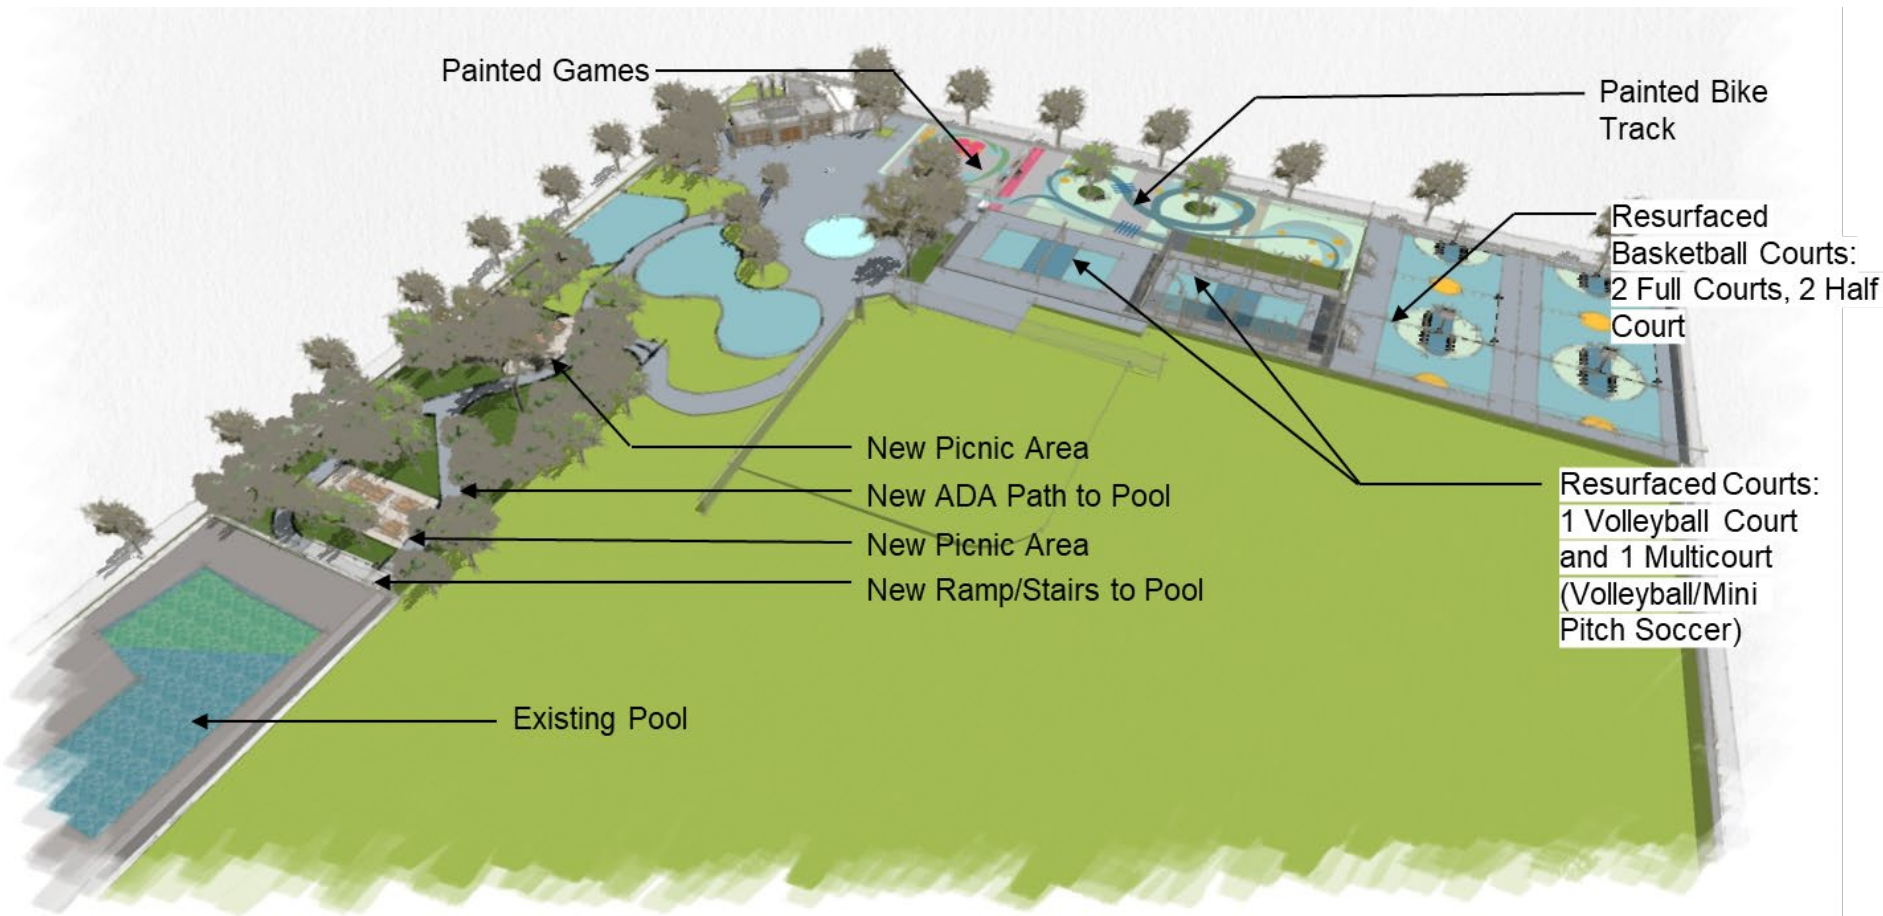 Painted Games
Painted Bike
Track
Resurfaced
Basketball Courts:
2 Full Courts, 2 Half
Court
New Picnic Area
New ADA Path to Pool
New Picnic Area
New Ramp/Stairs to Pool
Resurfaced Courts:
1 Volleyball Court
and 1 Multicourt
(Volleyball/Mini
Pitch Soccer)
Existing Pool